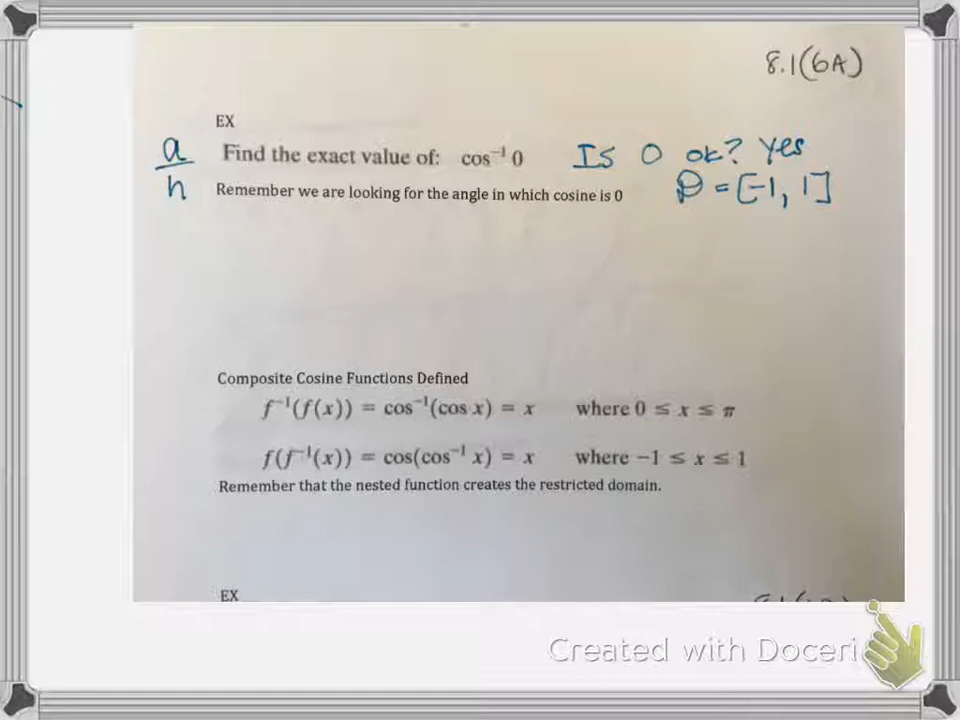 8.1(6A)
EX
a/h Find the exact value of: cos⁻¹ 0 Is 0 ok? Yes
Remember we are looking for the angle in which cosine is 0 D = [-1, 1]
Composite Cosine Functions Defined
f⁻¹(f(x)) = cos⁻¹(cos x) = x where 0 ≤ x ≤ π
f(f⁻¹(x)) = cos(cos⁻¹ x) = x where −1 ≤ x ≤ 1
Remember that the nested function creates the restricted domain.
EX
Created with Doceri